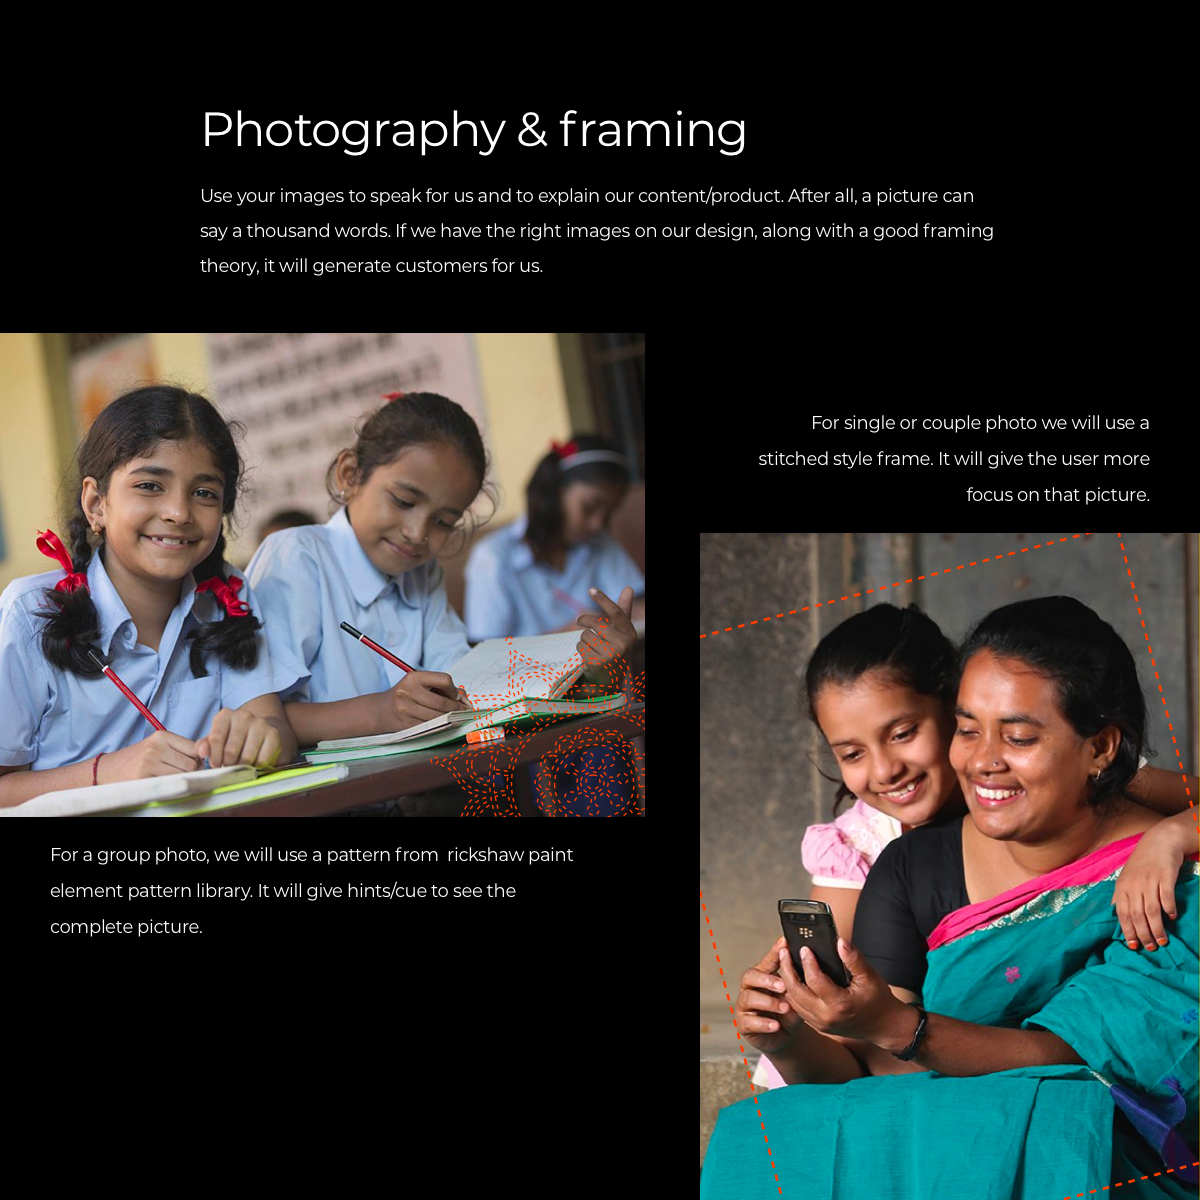 Photography & framing
Use your images to speak for us and to explain our content/product. After all, a picture can
say a thousand words. If we have the right images on our design, along with a good framing
theory, it will generate customers for us.
For single or couple photo we will use a
stitched style frame. It will give the user more
focus on that picture.
For a group photo, we will use a pattern from  rickshaw paint
element pattern library. It will give hints/cue to see the
complete picture.